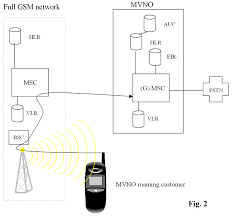 Full GSM network
MVNO
AUC
HLR
HLR
EIR
MSC
(G) MSC
PSTN
VLR
VLR
BSC
MVNO roaming customer
Fig. 2